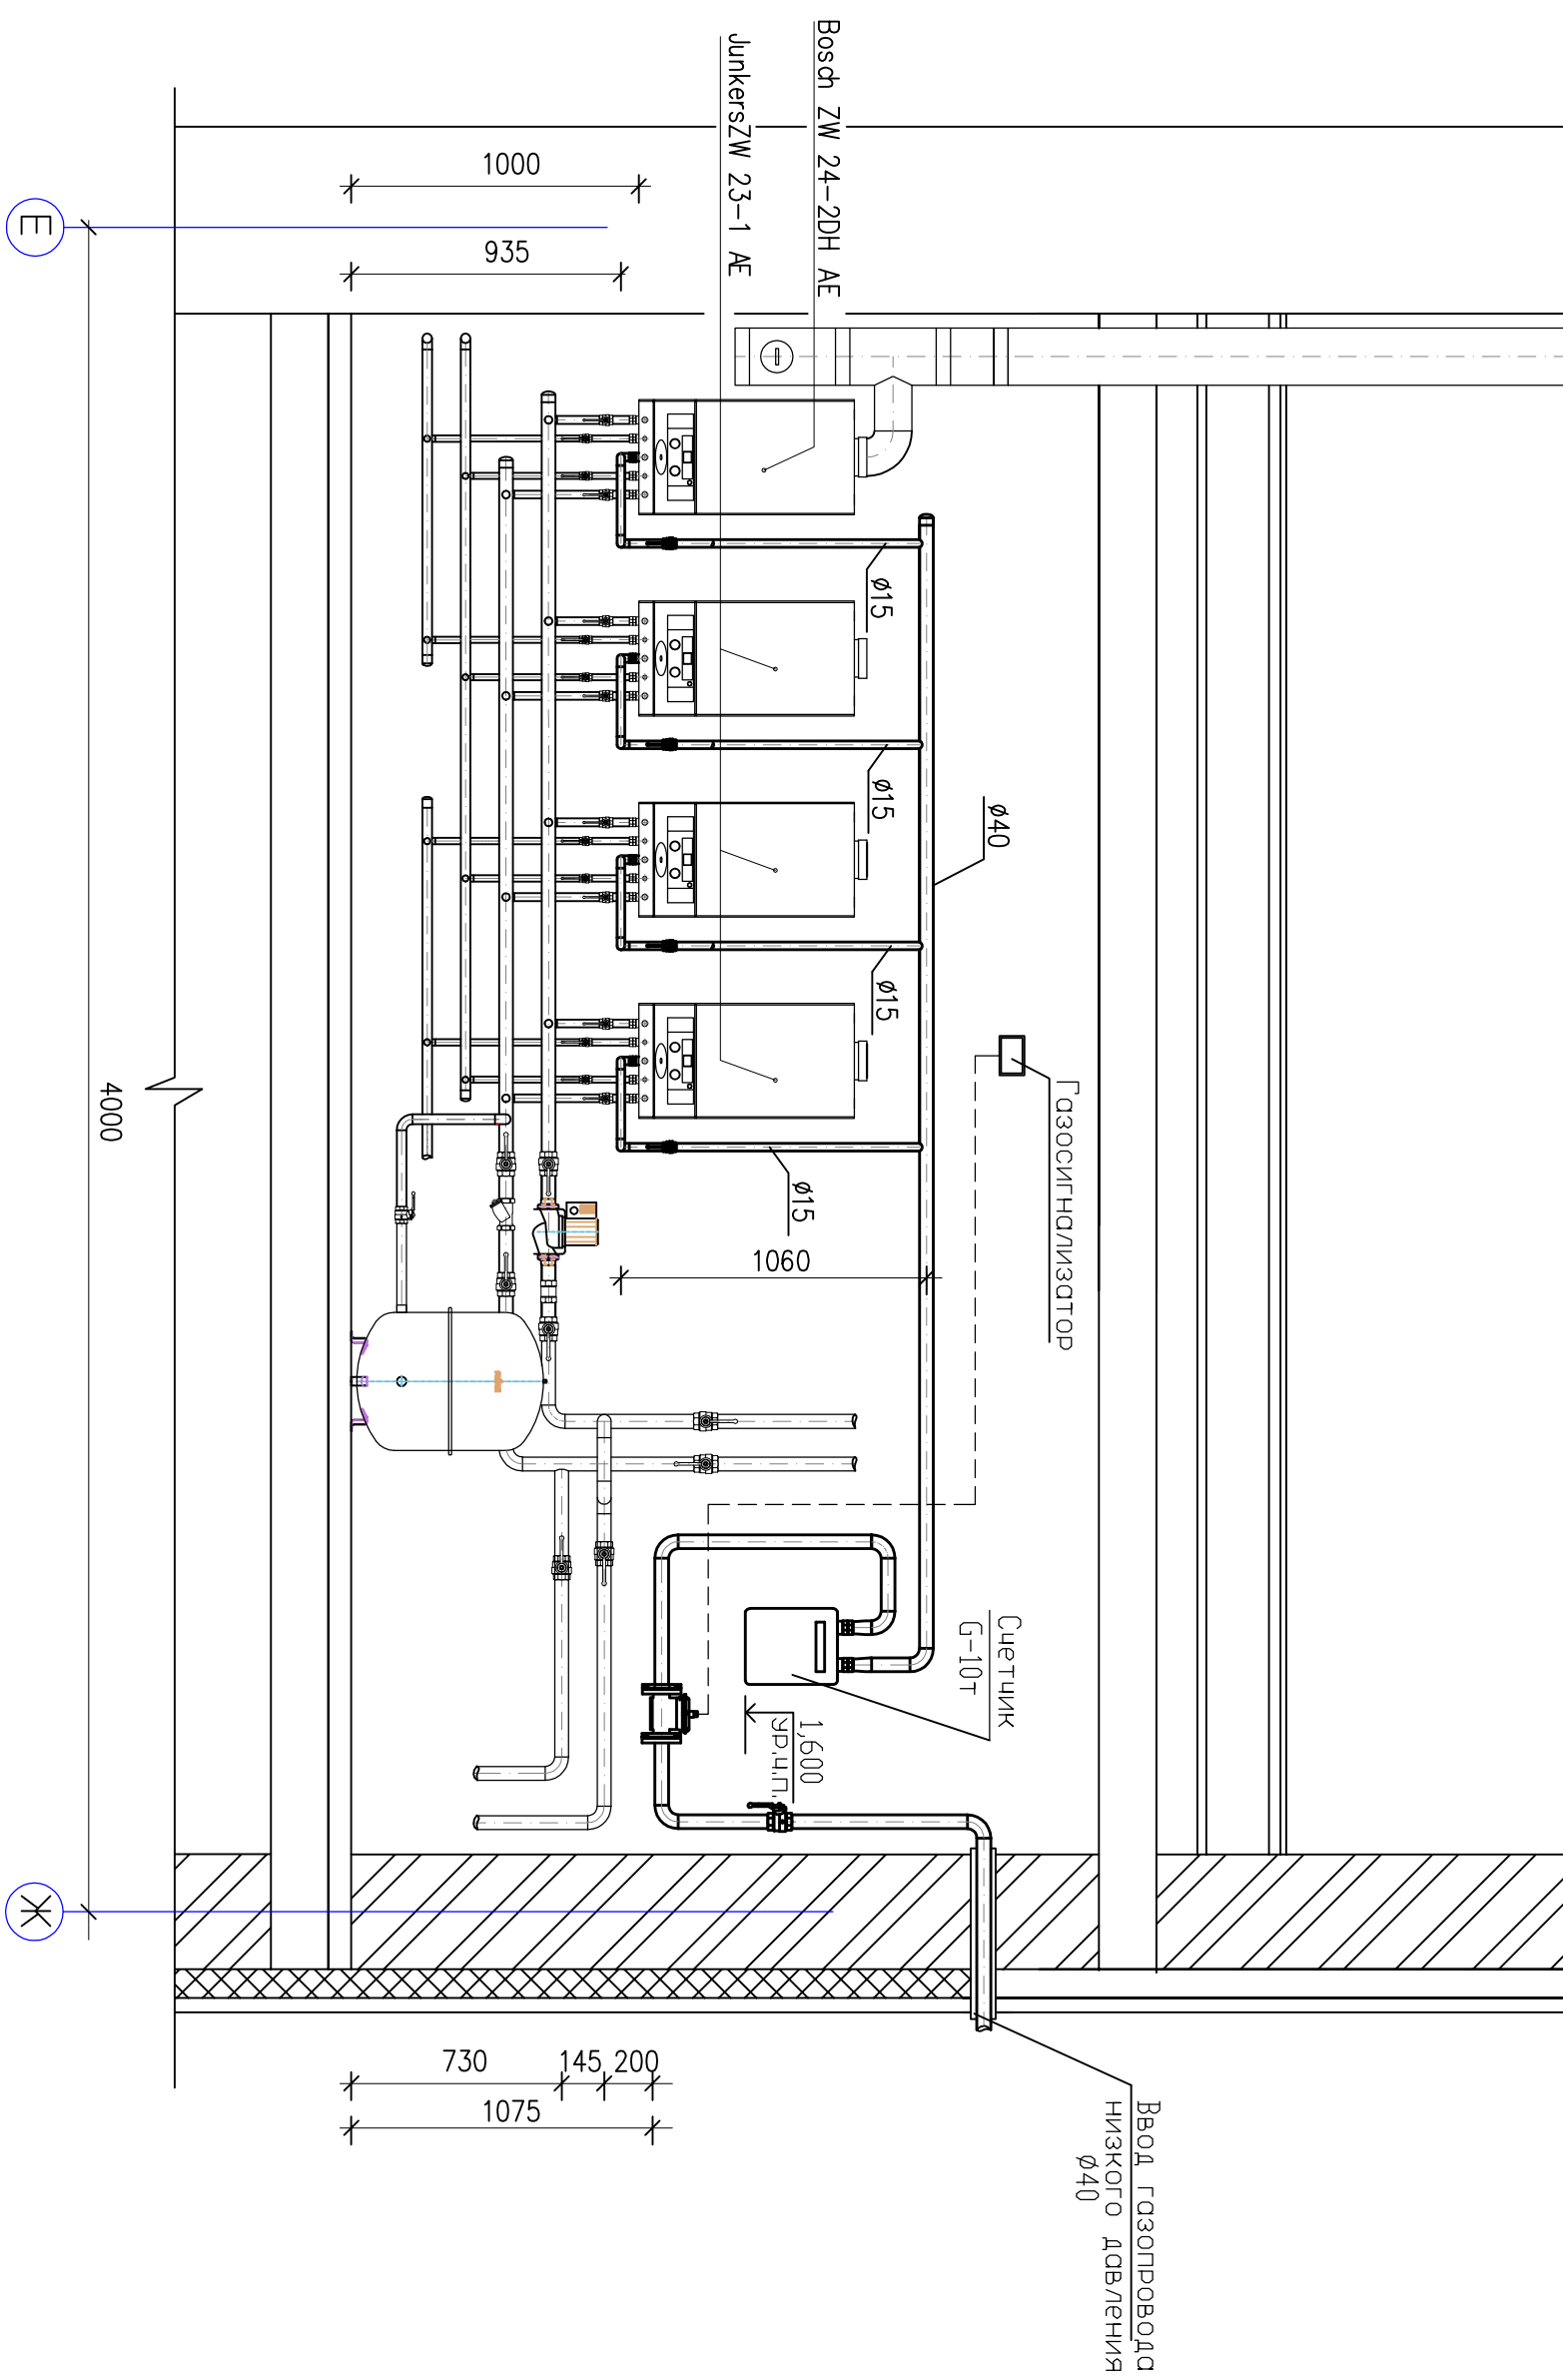 Bosch ZW 24-2DH AE
JunkersZW 23-1 AE
1000
935
E
ø15
ø15
ø15
ø15
ø40
Газосигнализатор
1060
4000
Счетчик
G-10т
1,600
ур.ч.п.
Ж
730
145
200
1075
Ввод газопровода
низкого давления
ø40